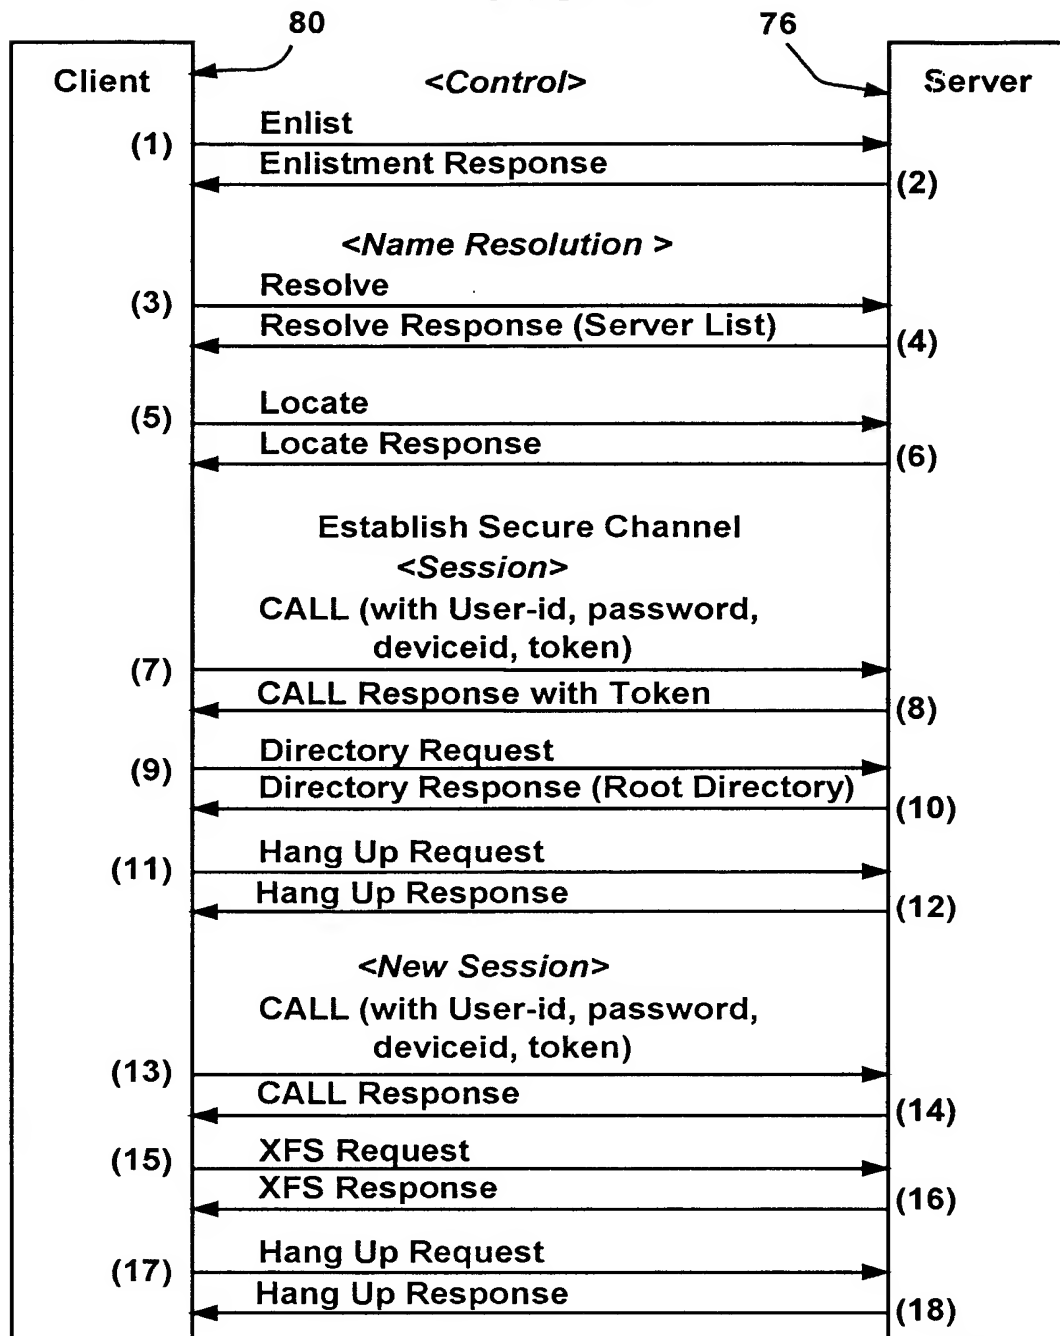 80
76
Client
<Control>
Server
Enlist
(1)
Enlistment Response
(2)
<Name Resolution >
Resolve
(3)
Resolve Response (Server List)
(4)
Locate
(5)
Locate Response
(6)
Establish Secure Channel
<Session>
CALL (with User-id, password,
deviceid, token)
(7)
CALL Response with Token
(8)
Directory Request
(9)
Directory Response (Root Directory)
(10)
Hang Up Request
(11)
Hang Up Response
(12)
<New Session>
CALL (with User-id, password,
deviceid, token)
(13)
CALL Response
(14)
XFS Request
(15)
XFS Response
(16)
Hang Up Request
(17)
Hang Up Response
(18)